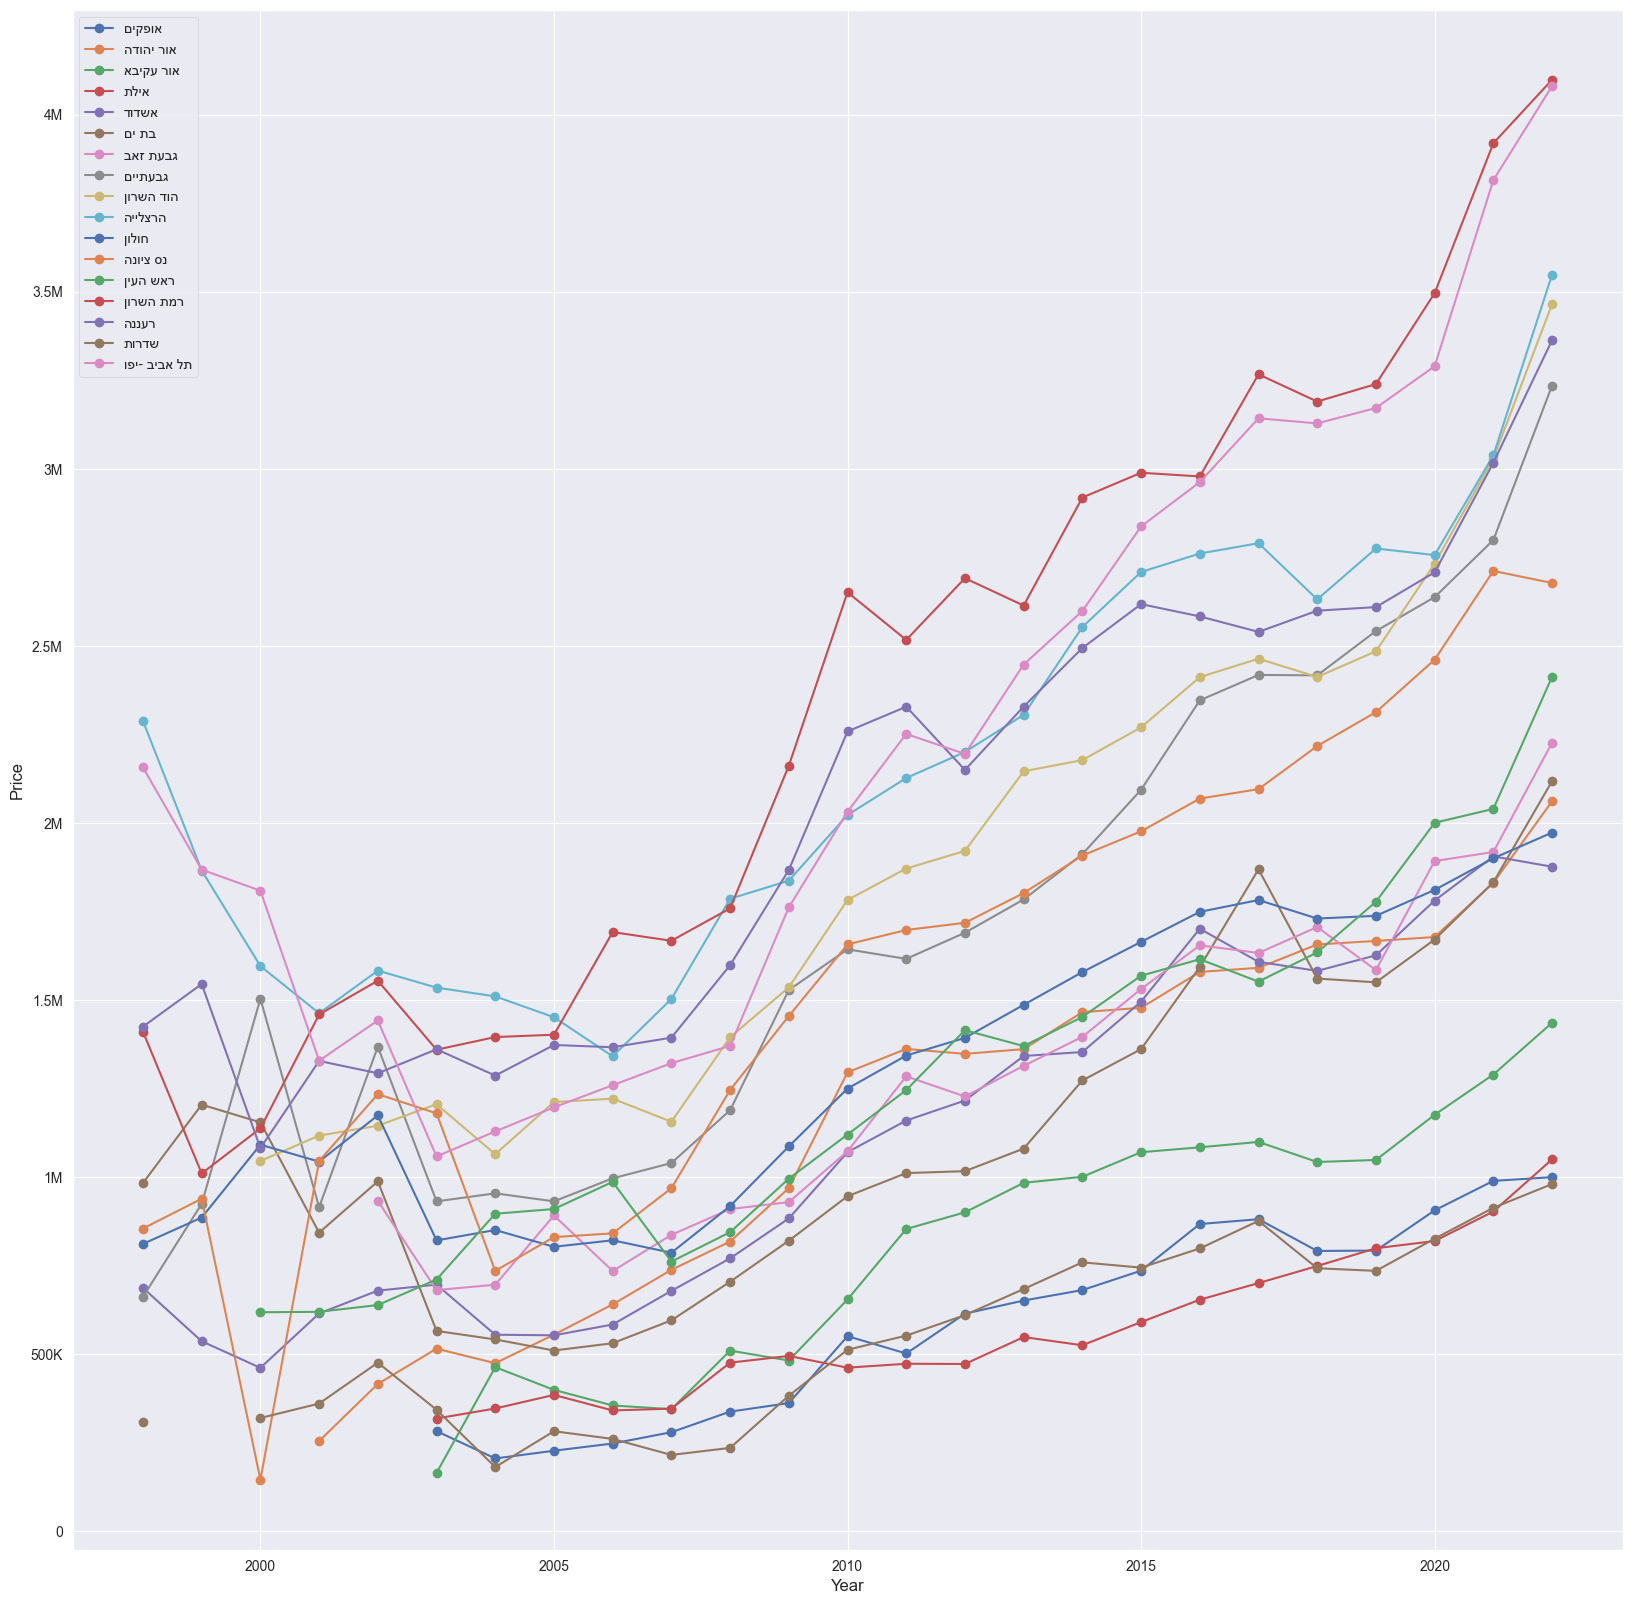 4M
3.5M
3M
2.5M
2M
1.5M
1M
500K
0
Price
2000
2005
2010
2015
2020
Year
אופקים
אור יהודה
אור עקיבא
אילת
אשדוד
בת ים
גבעת זאב
גבעתיים
הוד השרון
הרצלייה
חולון
נס ציונה
ראש העין
רמת השרון
רעננה
שדרות
תל אביב -יפו